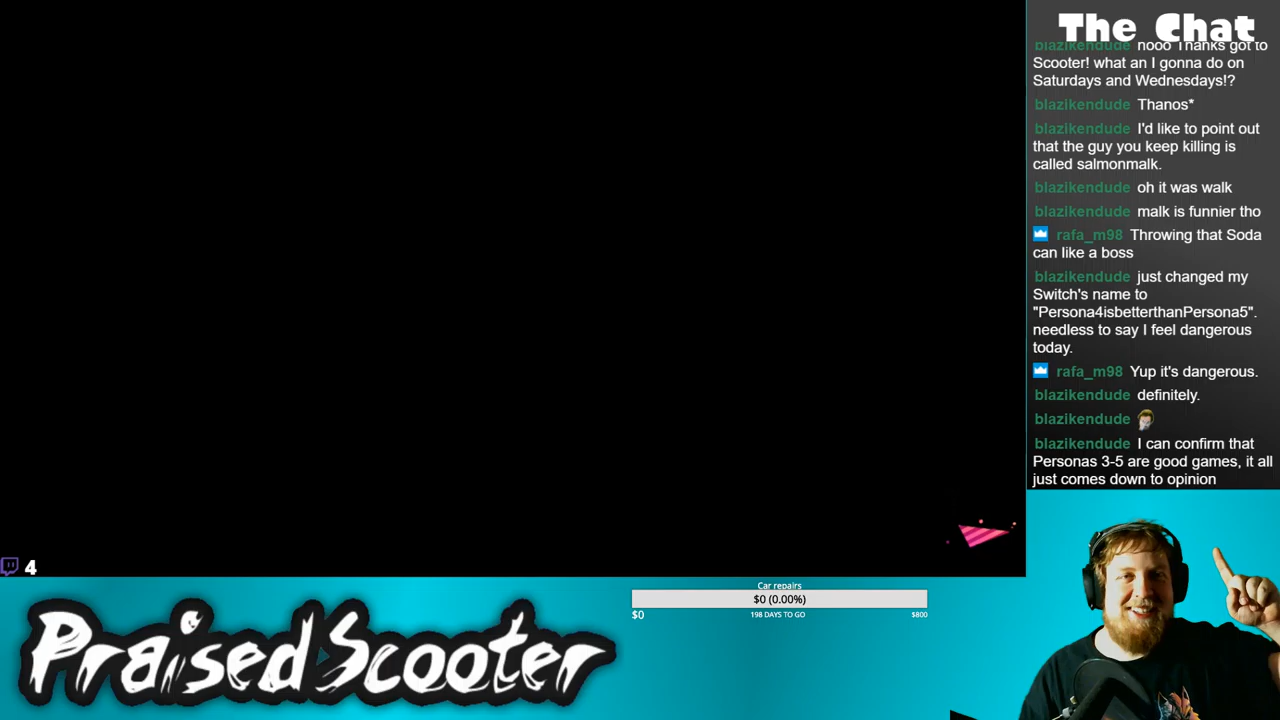 The Chat
blazikendude nooo Thanks got to
Scooter! what an I gonna do on
Saturdays and Wednesdays!?
blazikendude Thanos*
blazikendude I'd like to point out
that the guy you keep killing is
called salmonmalk.
blazikendude oh it was walk
blazikendude malk is funnier tho
rafa_m98 Throwing that Soda
can like a boss
blazikendude just changed my
Switch's name to
"Persona4isbetterthanPersona5".
needless to say I feel dangerous
today.
rafa_m98 Yup it's dangerous.
blazikendude definitely.
blazikendude
blazikendude I can confirm that
Personas 3-5 are good games, it all
just comes down to opinion
4
Car repairs
$0 (0.00%)
$0 198 DAYS TO GO $800
PraisedScooter